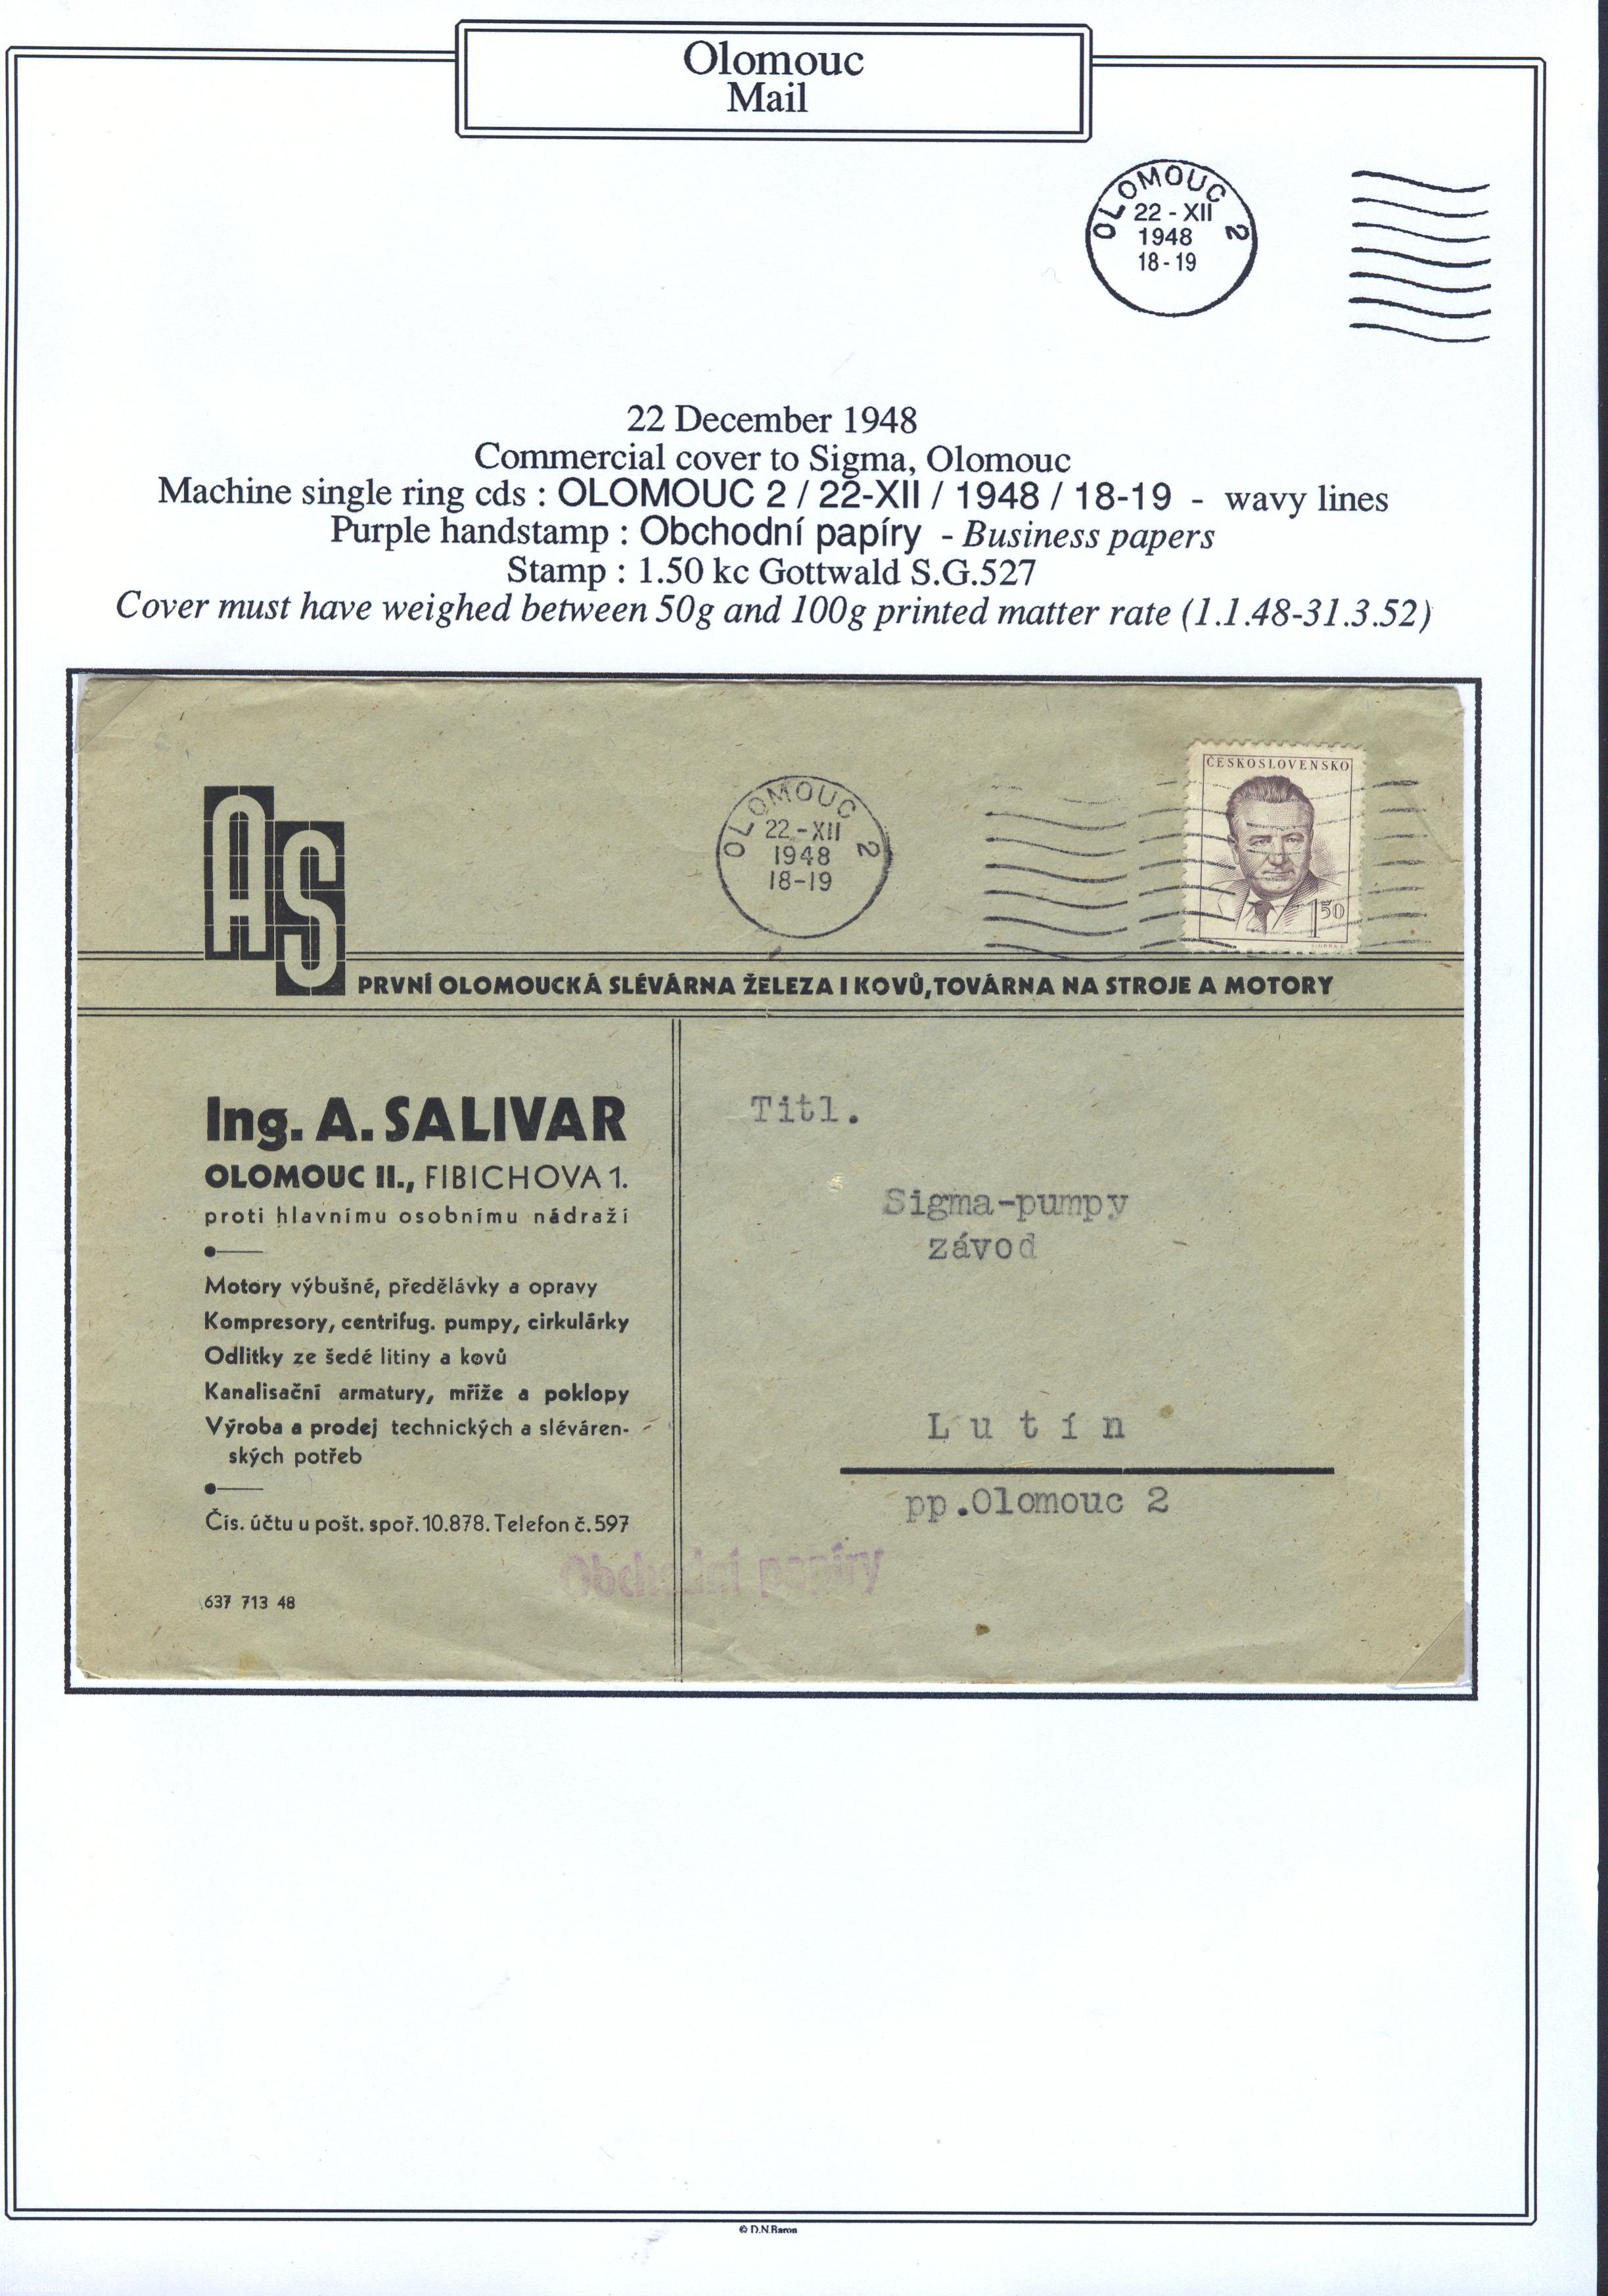 Olomouc
Mail
OLOMOUC 2
22 - XII
1948
18 - 19
22 December 1948
Commercial cover to Sigma, Olomouc
Machine single ring cds : OLOMOUC 2 / 22-XII / 1948 / 18-19 - wavy lines
Purple handstamp : Obchodní papíry - Business papers
Stamp : 1.50 kc Gottwald S.G.527
Cover must have weighed between 50g and 100g printed matter rate (1.1.48-31.3.52)
AS
OLOMOUC 2
22-XII
1948
18-19
ČESKOSLOVENSKO
1 50
PRVNÍ OLOMOUCKÁ SLÉVÁRNA ŽELEZA I KOVŮ, TOVÁRNA NA STROJE A MOTORY
Ing. A. SALIVAR
OLOMOUC II., FIBICHOVA 1.
proti hlavnímu osobnímu nádraží
Motory výbušné, předělávky a opravy
Kompresory, centrifug. pumpy, cirkulárky
Odlitky ze šedé litiny a kovů
Kanalisační armatury, mříže a poklopy
Výroba a prodej technických a sléváren-
ských potřeb
Čís. účtu u pošt. spoř. 10.878. Telefon č. 597
637 713 48
Titl.
Sigma-pumpy
závod
Lutín
pp.Olomouc 2
Obchodní papíry
© D.N.Baron